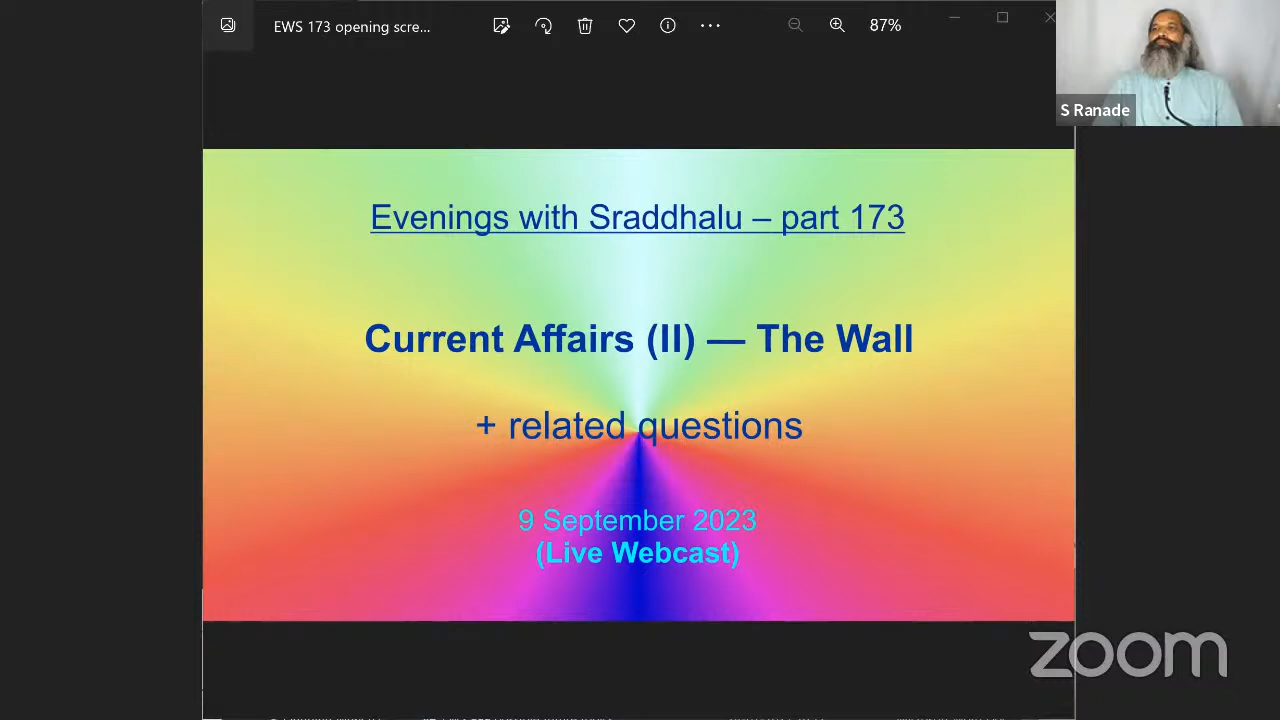 EWS 173 opening scre...
87%
S Ranade
Evenings with Sraddhalu – part 173
Current Affairs (II) — The Wall
+ related questions
9 September 2023
(Live Webcast)
zoom